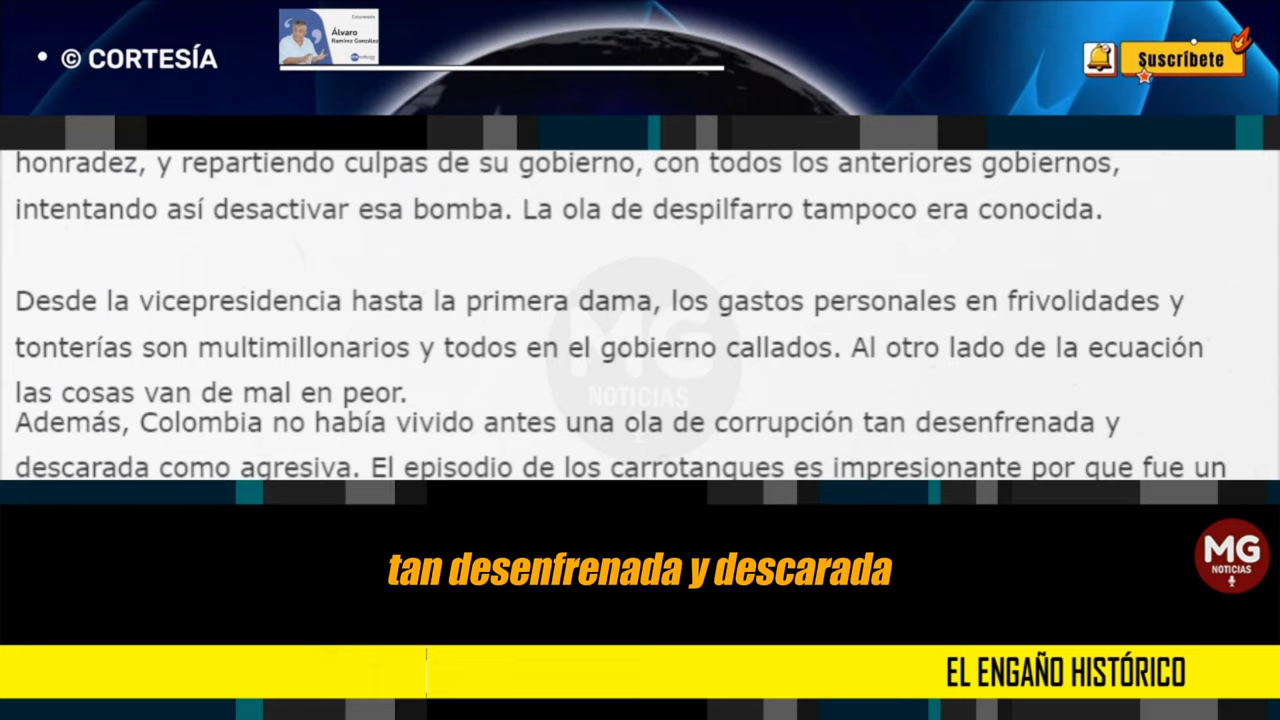 • © CORTESÍA
Columnistas
Álvaro
Ramírez González
Suscríbete
honradez, y repartiendo culpas de su gobierno, con todos los anteriores gobiernos,
intentando así desactivar esa bomba. La ola de despilfarro tampoco era conocida.
Desde la vicepresidencia hasta la primera dama, los gastos personales en frivolidades y
tonterías son multimillonarios y todos en el gobierno callados. Al otro lado de la ecuación
las cosas van de mal en peor.
Además, Colombia no había vivido antes una ola de corrupción tan desenfrenada y
descarada como agresiva. El episodio de los carrotanques es impresionante por que fue un
MG
NOTICIAS
tan desenfrenada y descarada
MG
NOTICIAS
EL ENGAÑO HISTÓRICO